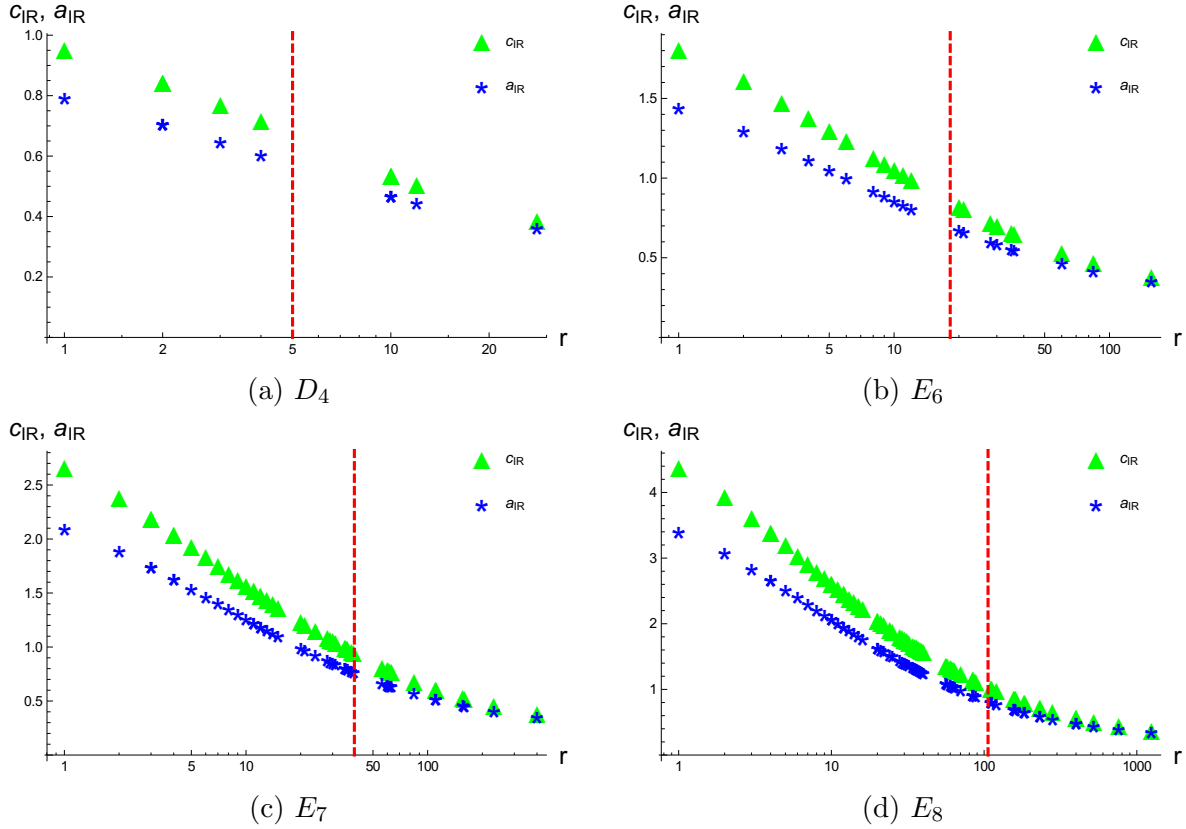 c_IR, a_IR
1.0
0.8
0.6
0.4
0.2
c_IR
a_IR
1 2 5 10 20 r
(a) D_4
c_IR, a_IR
1.5
1.0
0.5
c_IR
a_IR
1 5 10 50 100 r
(b) E_6
c_IR, a_IR
2.5
2.0
1.5
1.0
0.5
c_IR
a_IR
1 5 10 50 100 r
(c) E_7
c_IR, a_IR
4
3
2
1
c_IR
a_IR
1 10 100 1000 r
(d) E_8